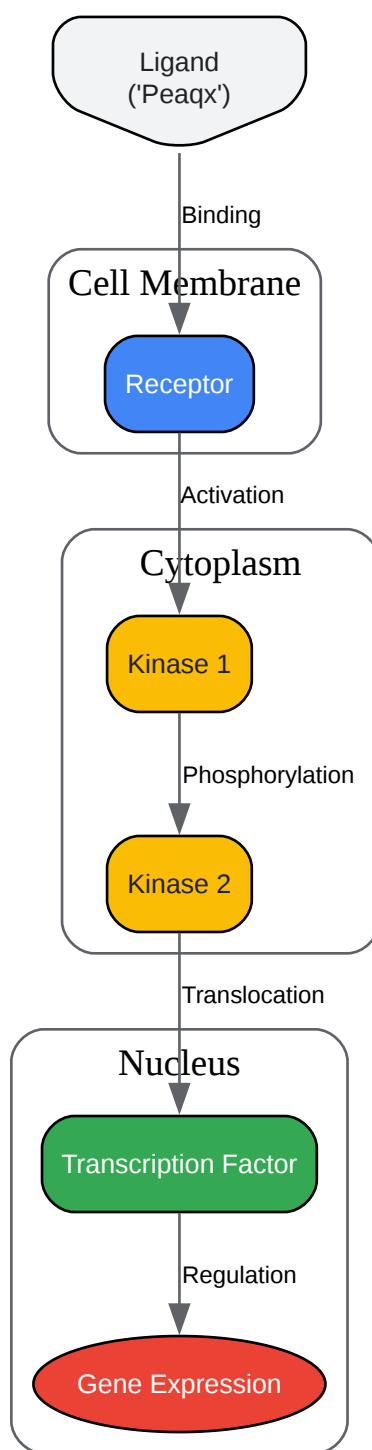 Ligand
('Peaqx')
Binding
Cell Membrane
Receptor
Activation
Cytoplasm
Kinase 1
Phosphorylation
Kinase 2
Translocation
Nucleus
Transcription Factor
Regulation
Gene Expression